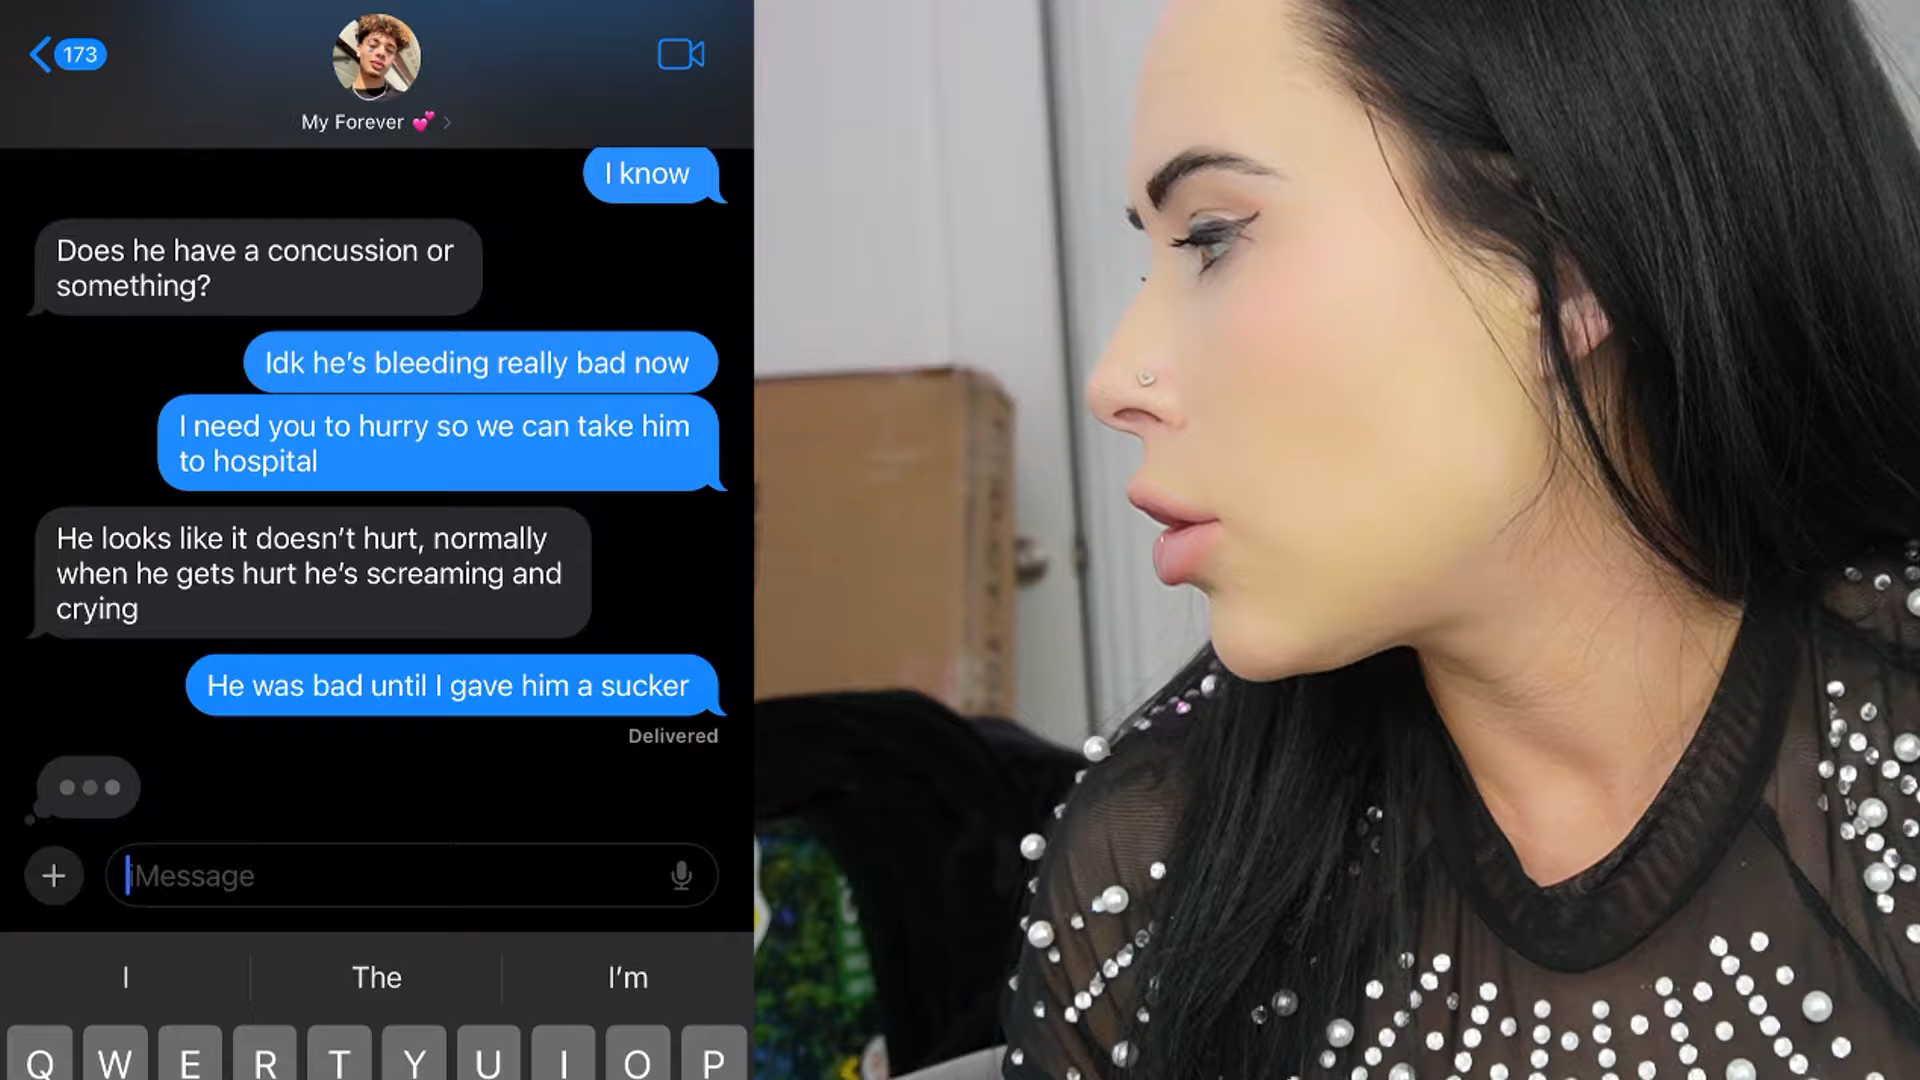 173
My Forever 💕
I know
Does he have a concussion or
something?
Idk he's bleeding really bad now
I need you to hurry so we can take him
to hospital
He looks like it doesn't hurt, normally
when he gets hurt he's screaming and
crying
He was bad until I gave him a sucker
Delivered
iMessage
I The I'm
Q W E R T Y U I O P